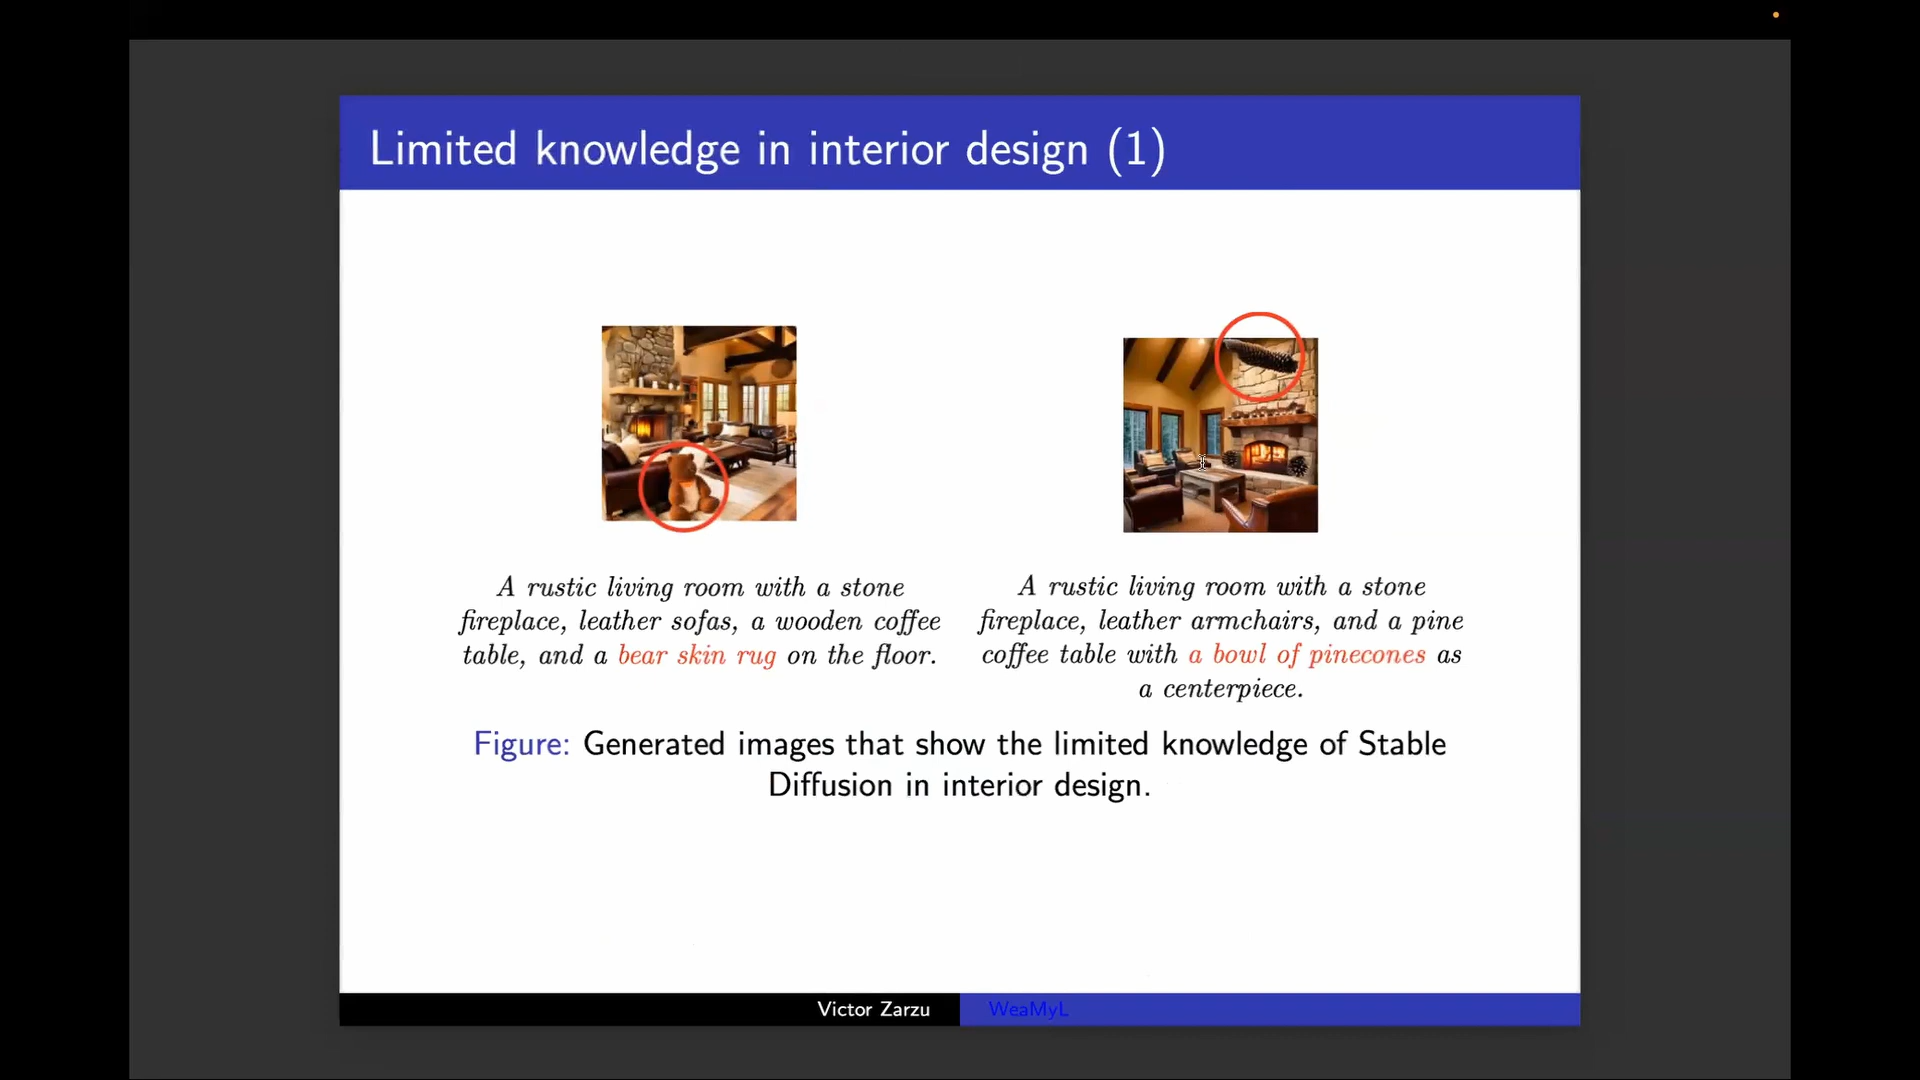 Limited knowledge in interior design (1)
A rustic living room with a stone
fireplace, leather sofas, a wooden coffee
table, and a bear skin rug on the floor.
A rustic living room with a stone
fireplace, leather armchairs, and a pine
coffee table with a bowl of pinecones as
a centerpiece.
Figure: Generated images that show the limited knowledge of Stable
Diffusion in interior design.
Victor Zarzu
WeaMyL